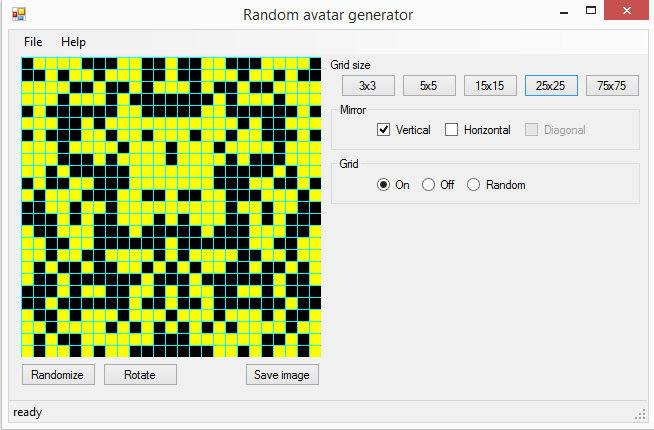 Random avatar generator
File Help
Grid size
3x3 5x5 15x15 25x25 75x75
Mirror
Vertical Horizontal Diagonal
Grid
On Off Random
Randomize Rotate Save image
ready